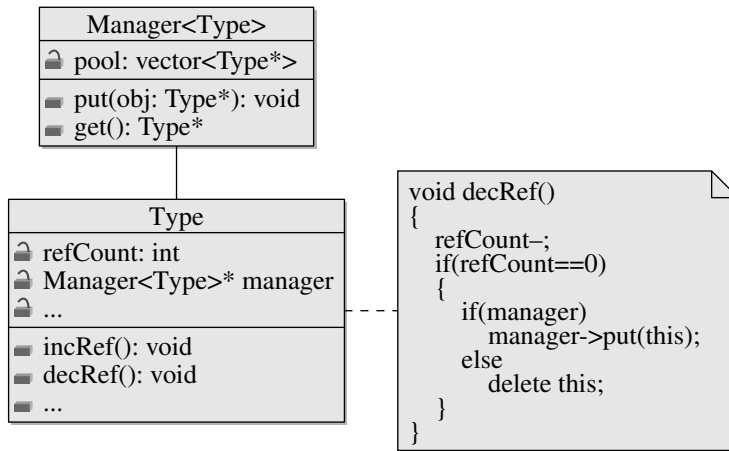 Manager<Type>
pool: vector<Type*>
put(obj: Type*): void
get(): Type*
Type
refCount: int
Manager<Type>* manager
...
incRef(): void
decRef(): void
...
void decRef()
{
refCount–;
if(refCount==0)
{
if(manager)
manager->put(this);
else
delete this;
}
}